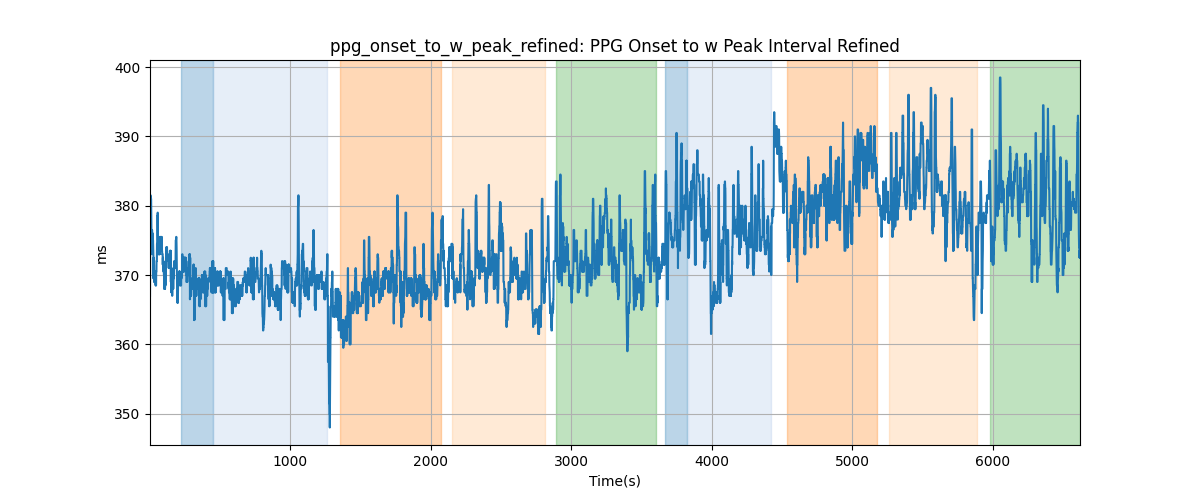 ppg_onset_to_w_peak_refined: PPG Onset to w Peak Interval Refined
400
390
380
370
360
350
ms
1000 2000 3000 4000 5000 6000
Time(s)